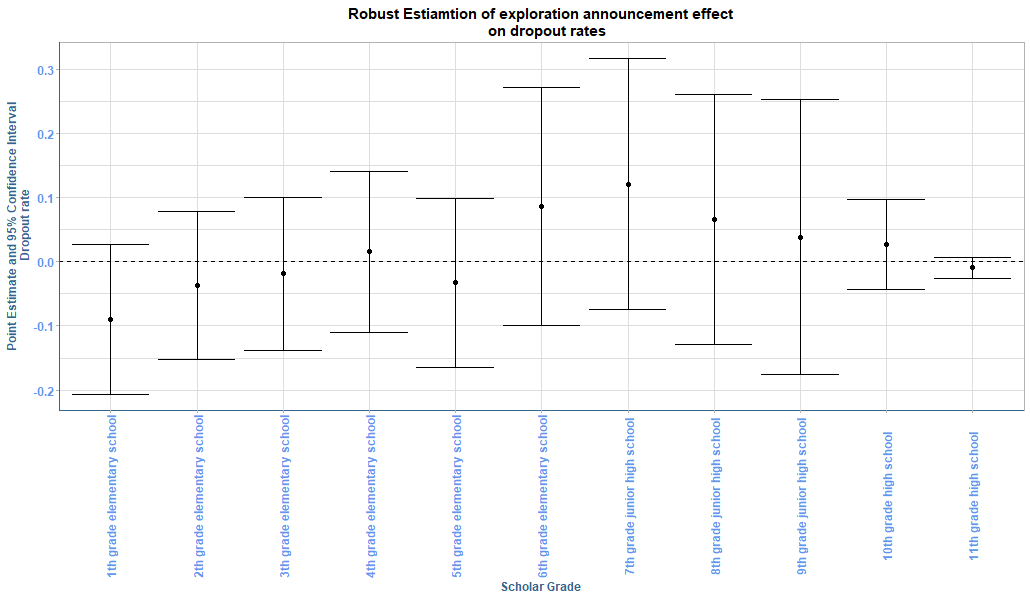 Robust Estiamtion of exploration announcement effect
on dropout rates
Point Estimate and 95% Confidence Interval
Dropout rate
0.3
0.2
0.1
0.0
-0.1
-0.2
1th grade elementary school
2th grade elementary school
3th grade elementary school
4th grade elementary school
5th grade elementary school
6th grade elementary school
7th grade junior high school
8th grade junior high school
9th grade junior high school
10th grade high school
11th grade high school
Scholar Grade